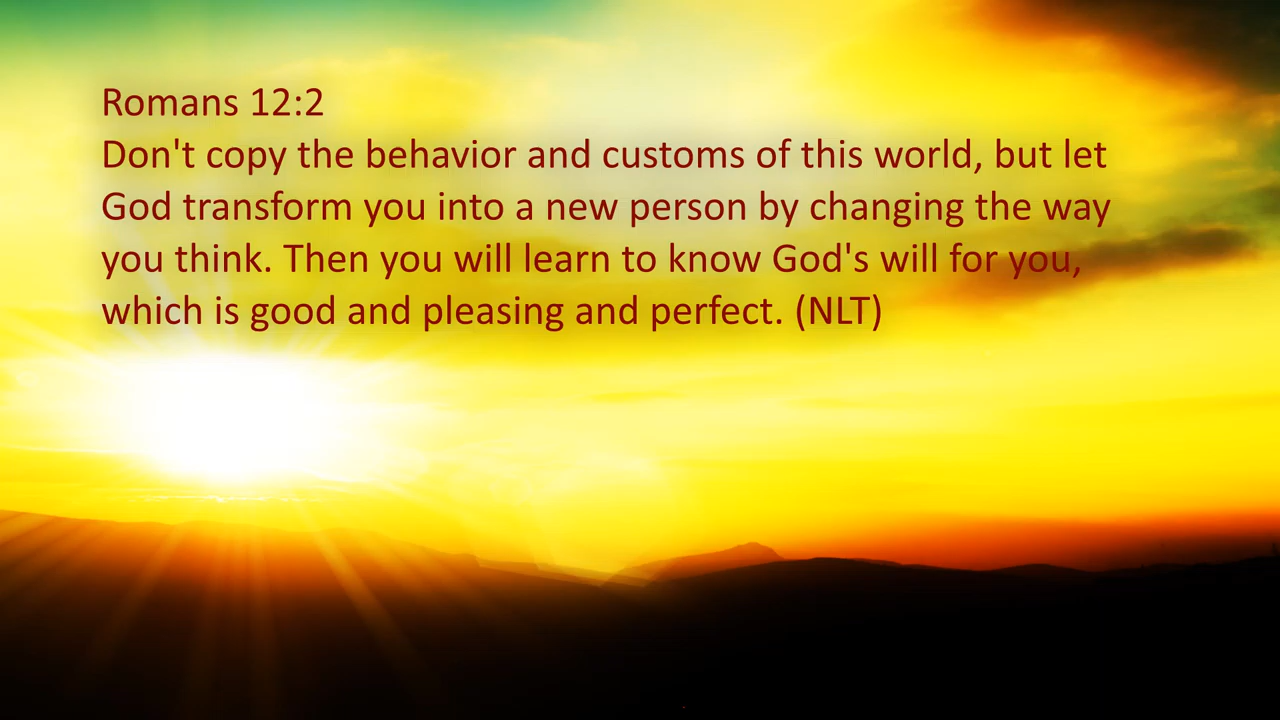 Romans 12:2
Don't copy the behavior and customs of this world, but let
God transform you into a new person by changing the way
you think. Then you will learn to know God's will for you,
which is good and pleasing and perfect. (NLT)